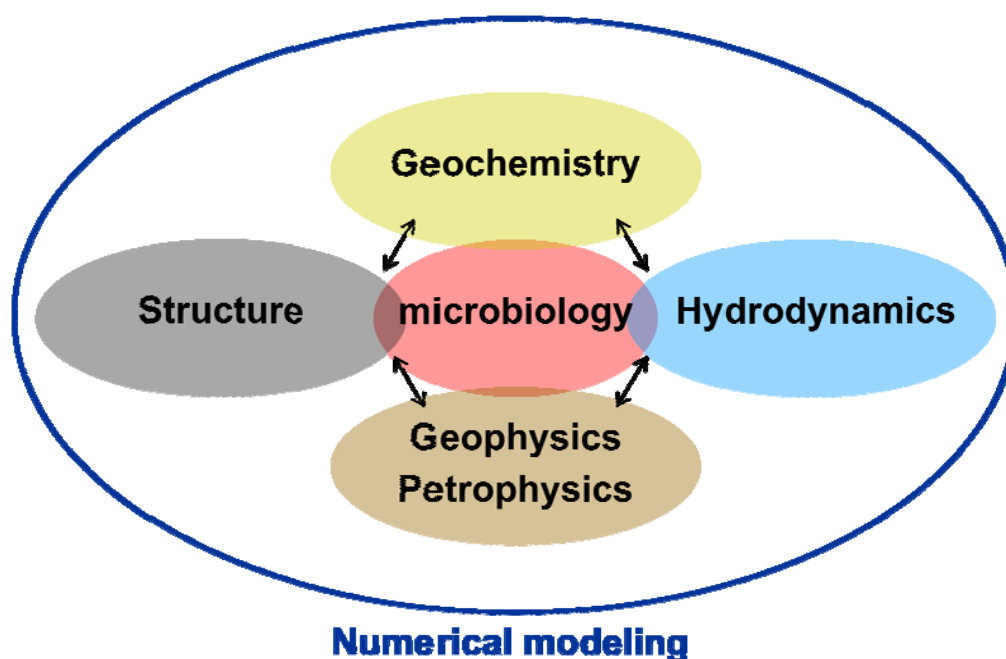 Geochemistry
Structure
microbiology
Hydrodynamics
Geophysics
Petrophysics
Numerical modeling